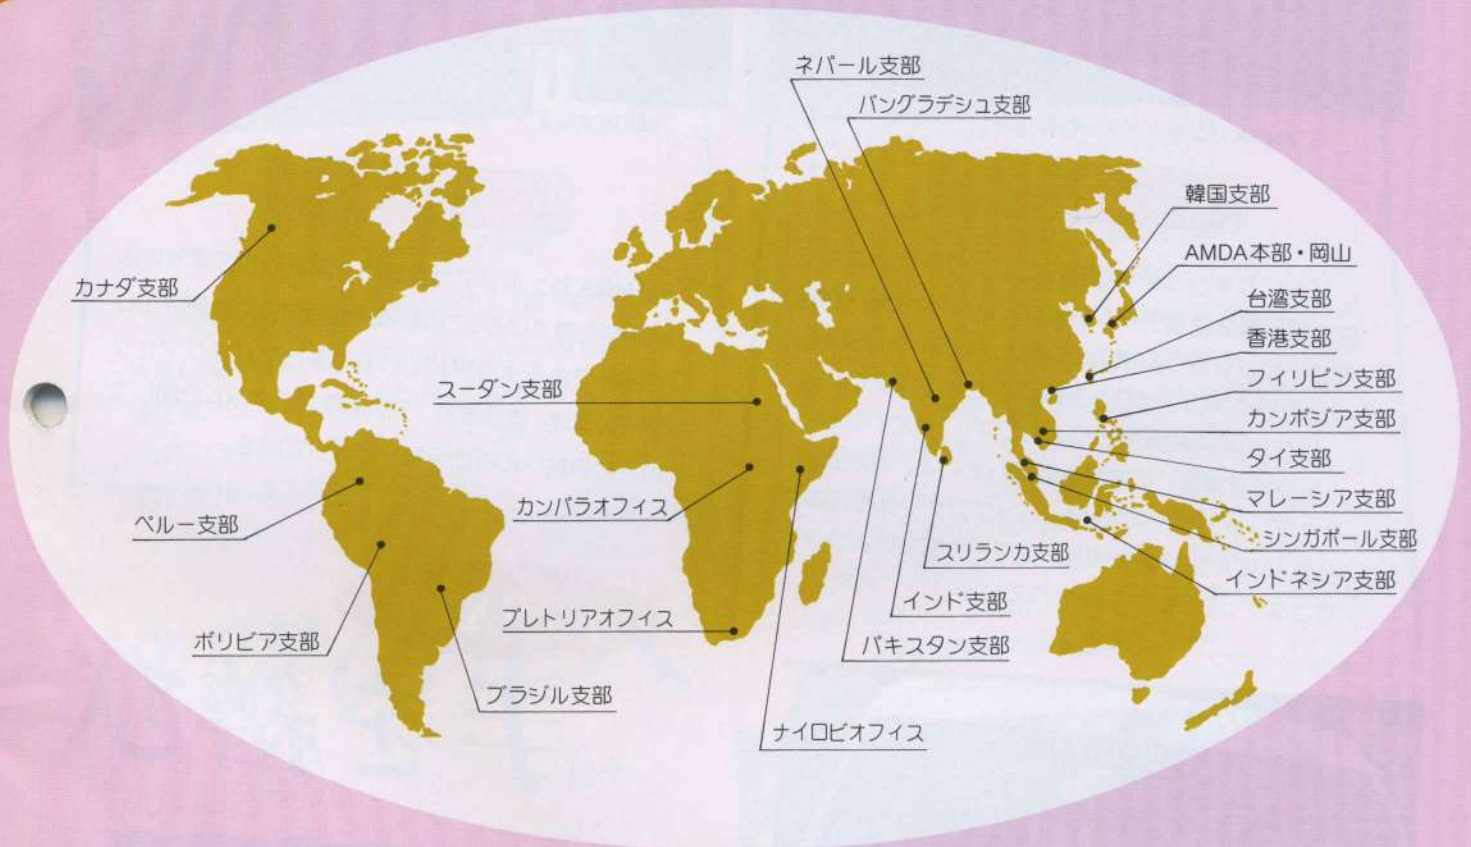 ネパール支部
バングラデシュ支部
韓国支部
AMDA本部・岡山
カナダ支部
台湾支部
香港支部
フィリピン支部
スーダン支部
カンボジア支部
タイ支部
マレーシア支部
カンパラオフィス
ペルー支部
シンガポール支部
スリランカ支部
インドネシア支部
インド支部
プレトリアオフィス
ボリビア支部
パキスタン支部
ブラジル支部
ナイロビオフィス